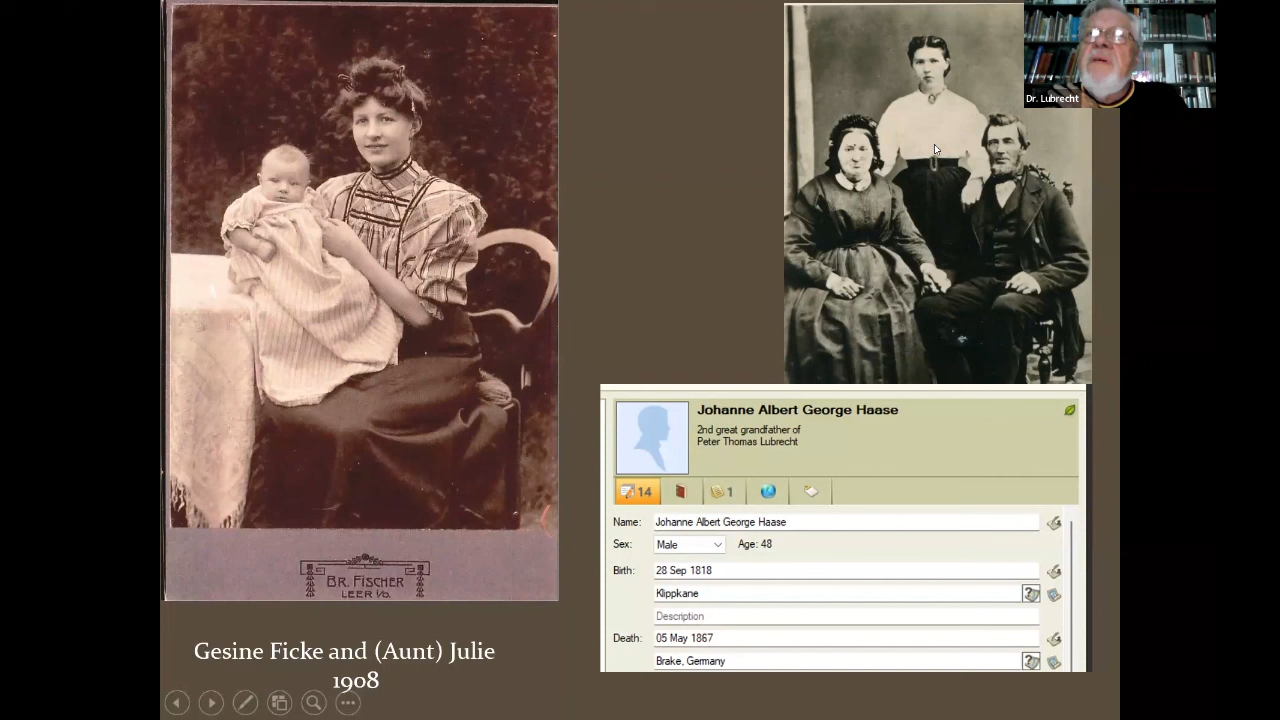 BR. FISCHER
LEER I/O.
Gesine Ficke and (Aunt) Julie
1908
Dr. Lubrecht
Johanne Albert George Haase
2nd great grandfather of
Peter Thomas Lubrecht
14
1
Name: Johanne Albert George Haase
Sex: Male Age: 48
Birth: 28 Sep 1818
Klippkane
Description
Death: 05 May 1867
Brake, Germany